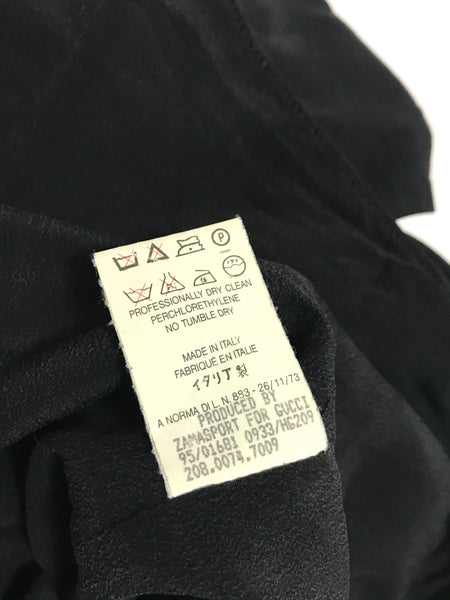 P
PROFESSIONALLY DRY CLEAN
PERCHLORETHYLENE
NO TUMBLE DRY
MADE IN ITALY
FABRIQUE EN ITALIE
イタリア製
A NORMA DI L. N. 883 - 26/11/73
PRODUCED BY
ZAMASPORT FOR GUCCI
95/01681 0933/HG209
208.0074.7009